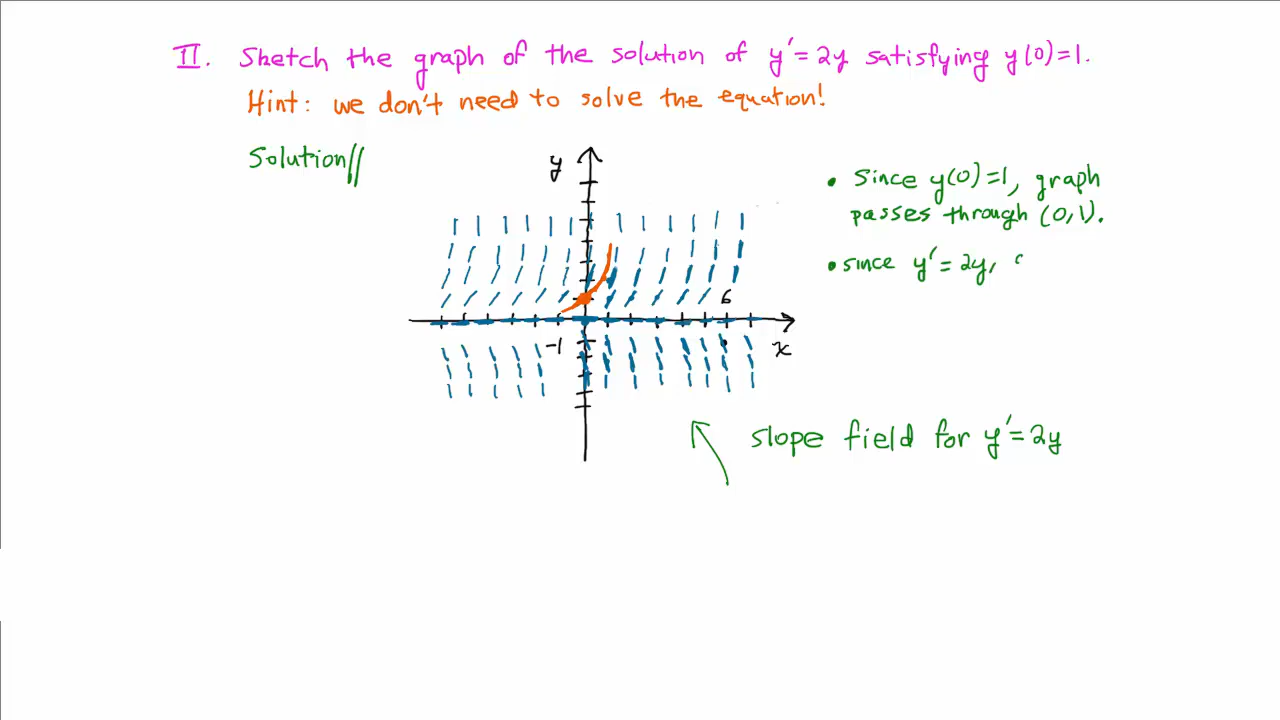 II. Sketch the graph of the solution of y' = 2y satisfying y(0)=1.
Hint: we don't need to solve the equation!
Solution//
y
• Since y(0)=1, graph
passes through (0,1).
• since y' = 2y,
6
-1
x
slope field for y' = 2y